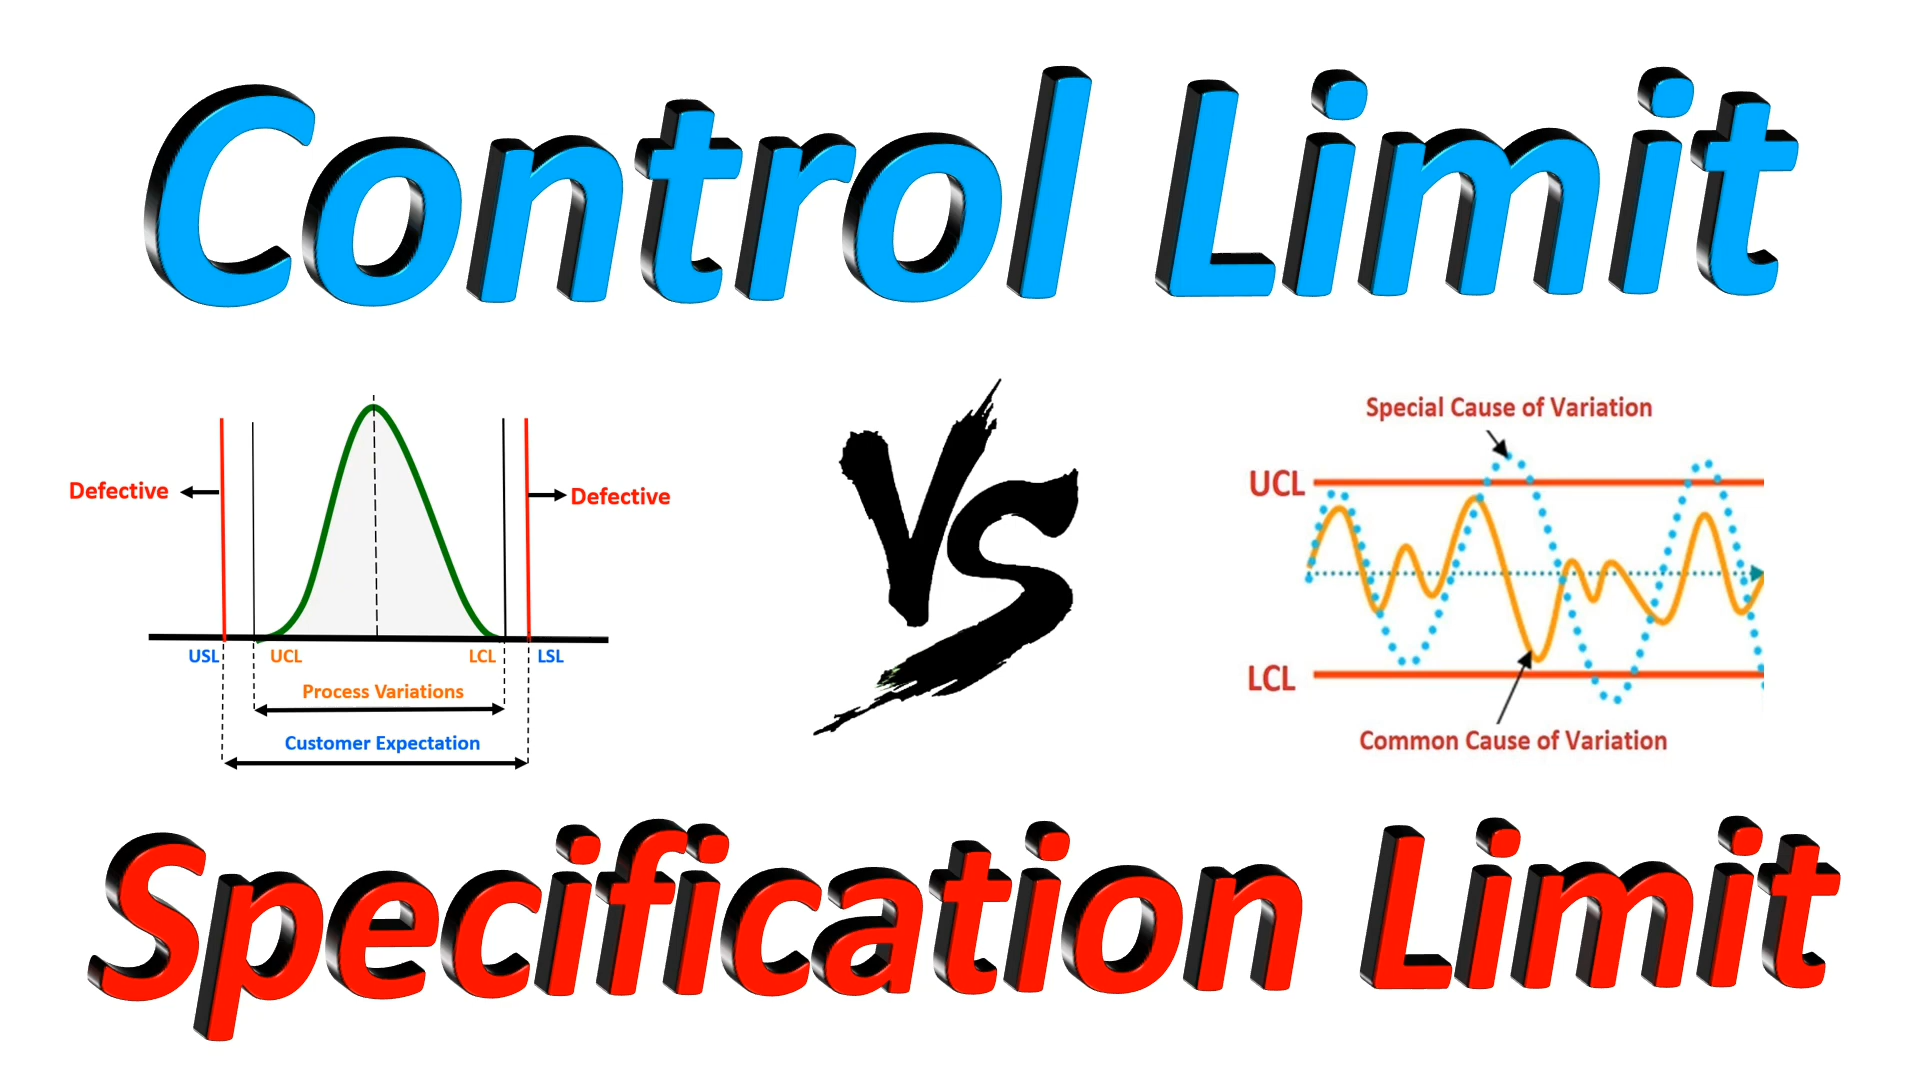 Control Limit
Defective
Defective
USL
UCL
LCL
LSL
Process Variations
Customer Expectation
VS
Special Cause of Variation
UCL
LCL
Common Cause of Variation
Specification Limit